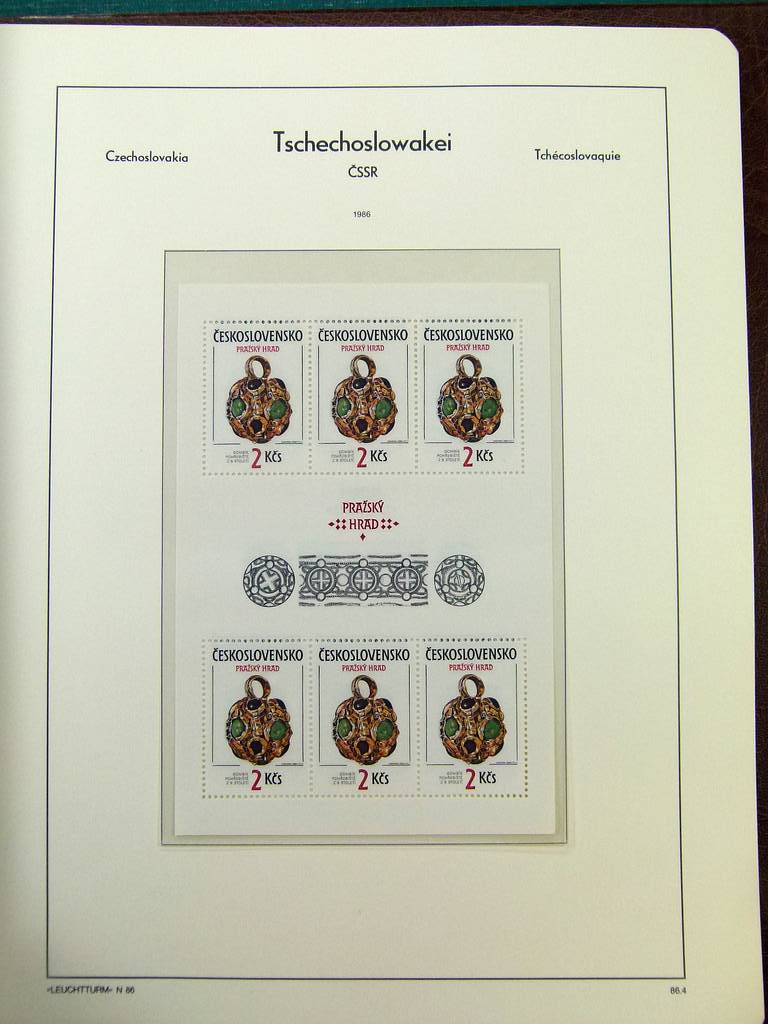 Tschechoslowakei
Czechoslovakia
Tchécoslovaquie
ČSSR
1986
ČESKOSLOVENSKO ČESKOSLOVENSKO ČESKOSLOVENSKO
PRAŽSKÝ HRAD PRAŽSKÝ HRAD PRAŽSKÝ HRAD
2 Kčs 2 Kčs 2 Kčs
PRAŽSKÝ
HRAD
ČESKOSLOVENSKO ČESKOSLOVENSKO ČESKOSLOVENSKO
PRAŽSKÝ HRAD PRAŽSKÝ HRAD PRAŽSKÝ HRAD
2 Kčs 2 Kčs 2 Kčs
»LEUCHTTURM« N 86
86.4